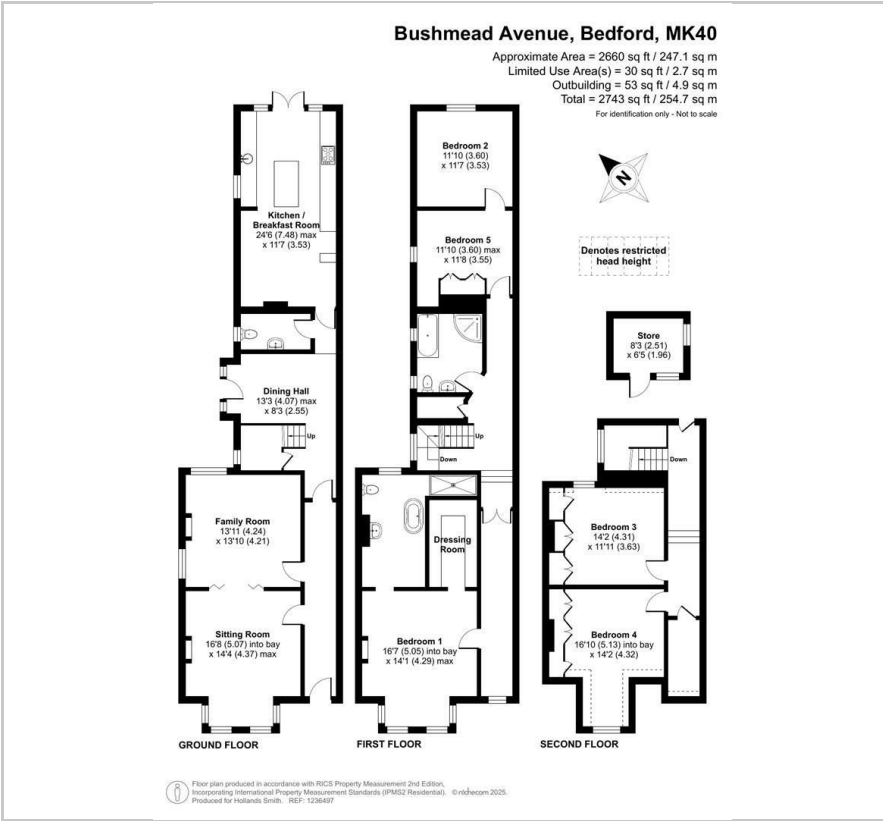 Bushmead Avenue, Bedford, MK40
Approximate Area = 2660 sq ft / 247.1 sq m
Limited Use Area(s) = 30 sq ft / 2.7 sq m
Outbuilding = 53 sq ft / 4.9 sq m
Total = 2743 sq ft / 254.7 sq m
For identification only - Not to scale
N
Denotes restricted
head height
Kitchen /
Breakfast Room
24'6 (7.48) max
x 11'7 (3.53)
Dining Hall
13'3 (4.07) max
x 8'3 (2.55)
Up
Family Room
13'11 (4.24)
x 13'10 (4.21)
Sitting Room
16'8 (5.07) into bay
x 14'4 (4.37) max
GROUND FLOOR
Bedroom 2
11'10 (3.60)
x 11'7 (3.53)
Bedroom 5
11'10 (3.60) max
x 11'8 (3.55)
Up
Down
Dressing
Room
Bedroom 1
16'7 (5.05) into bay
x 14'1 (4.29) max
FIRST FLOOR
Store
8'3 (2.51)
x 6'5 (1.96)
Down
Bedroom 3
14'2 (4.31)
x 11'11 (3.63)
Bedroom 4
16'10 (5.13) into bay
x 14'2 (4.32)
SECOND FLOOR
Floor plan produced in accordance with RICS Property Measurement 2nd Edition,
Incorporating International Property Measurement Standards (IPMS2 Residential). © nichecom 2025.
Produced for Hollands Smith. REF: 1236497